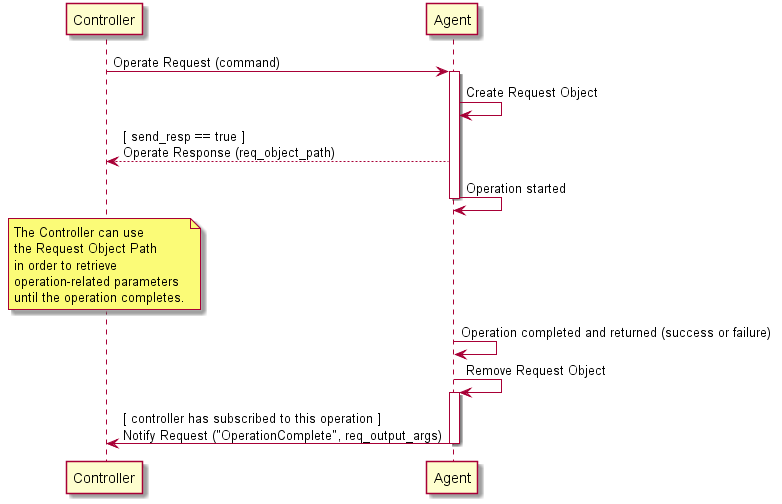 Controller
Agent
Operate Request (command)
Create Request Object
[ send_resp == true ]
Operate Response (req_object_path)
Operation started
The Controller can use
the Request Object Path
in order to retrieve
operation-related parameters
until the operation completes.
Operation completed and returned (success or failure)
Remove Request Object
[ controller has subscribed to this operation ]
Notify Request ("OperationComplete", req_output_args)
Controller
Agent